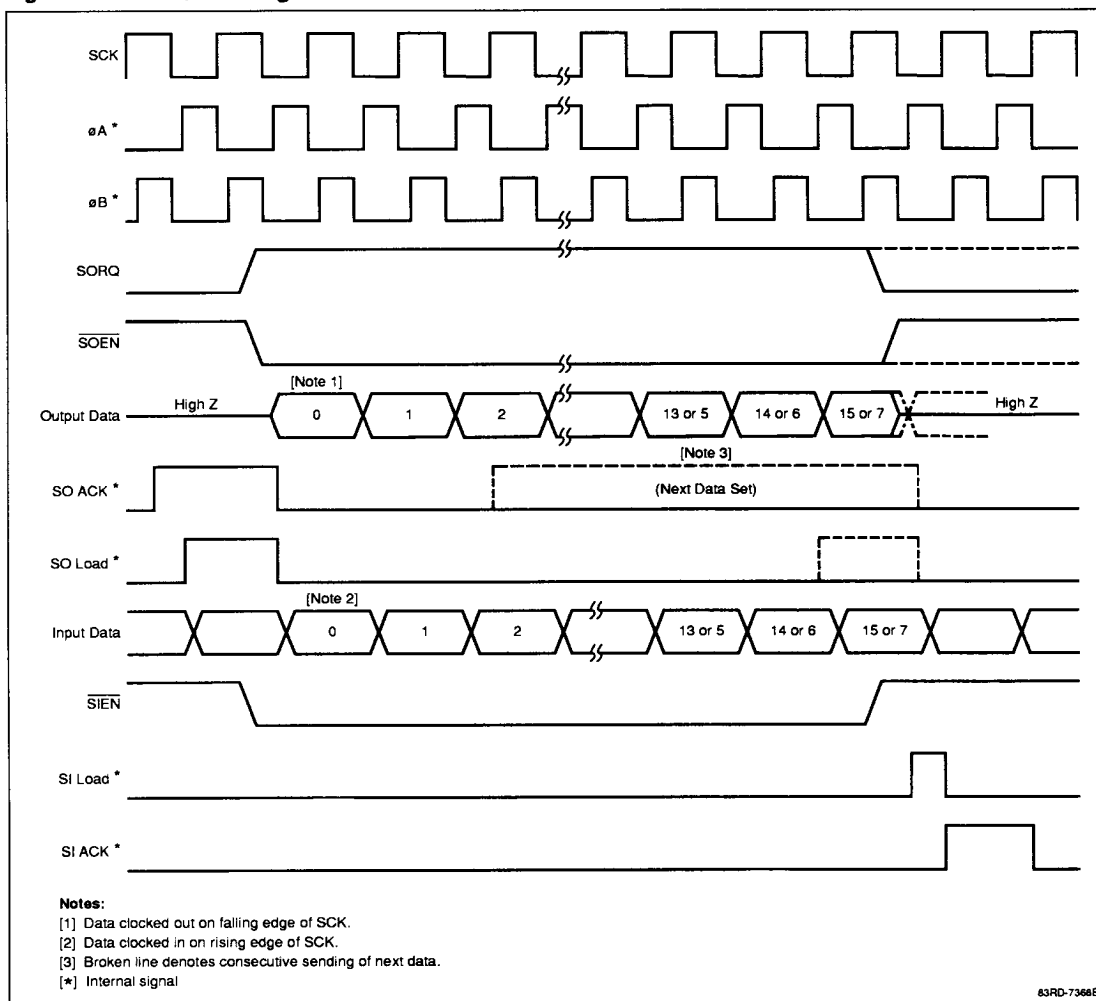 SCK
øA *
øB *
SORQ
SOEN
[Note 1]
Output Data High Z 0 1 2 13 or 5 14 or 6 15 or 7 High Z
[Note 3]
SO ACK * (Next Data Set)
SO Load *
[Note 2]
Input Data 0 1 2 13 or 5 14 or 6 15 or 7
SIEN
SI Load *
SI ACK *
Notes:
[1] Data clocked out on falling edge of SCK.
[2] Data clocked in on rising edge of SCK.
[3] Broken line denotes consecutive sending of next data.
[*] Internal signal
83RD-7368B